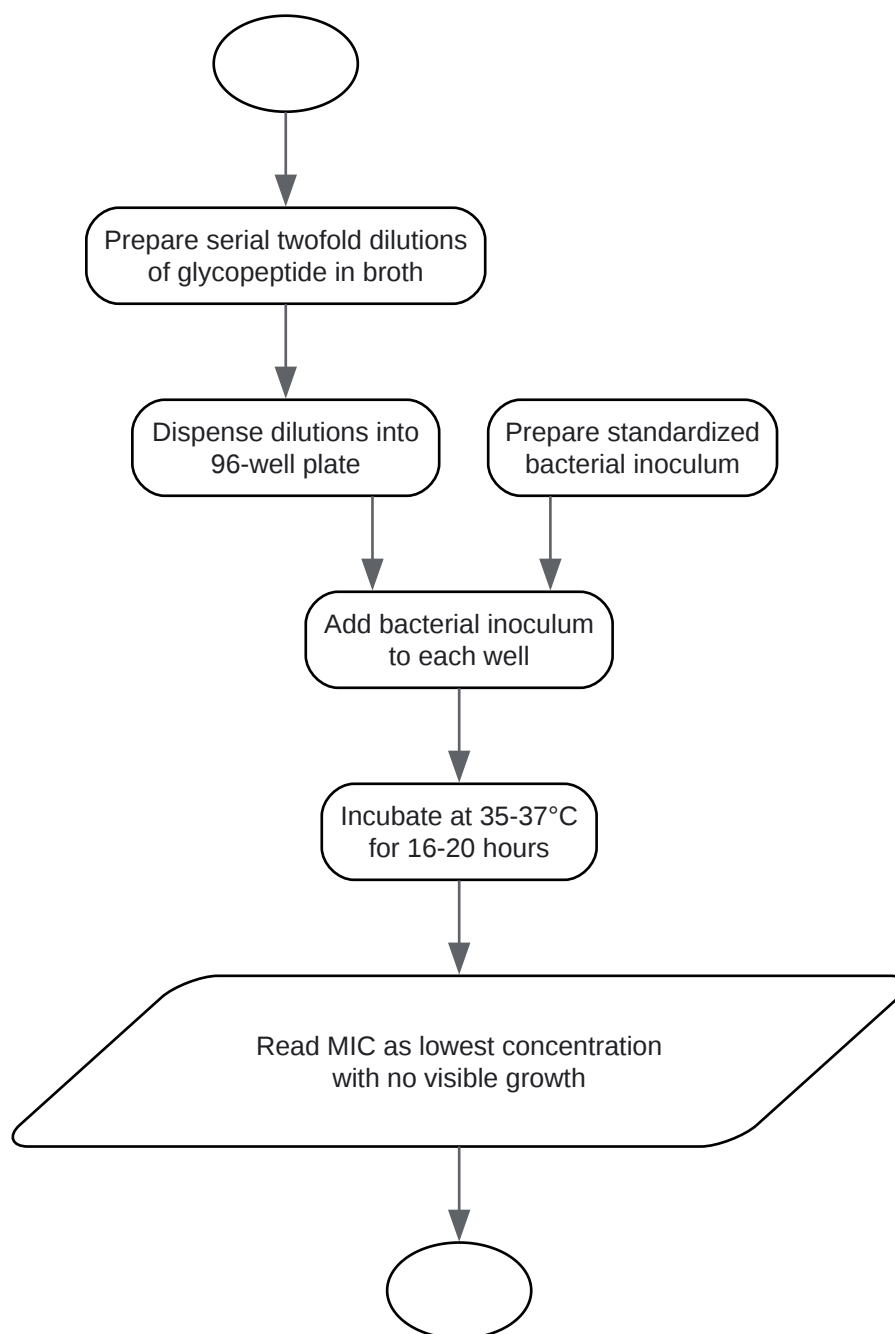 Prepare serial twofold dilutions
of glycopeptide in broth
Dispense dilutions into
96-well plate
Prepare standardized
bacterial inoculum
Add bacterial inoculum
to each well
Incubate at 35-37°C
for 16-20 hours
Read MIC as lowest concentration
with no visible growth